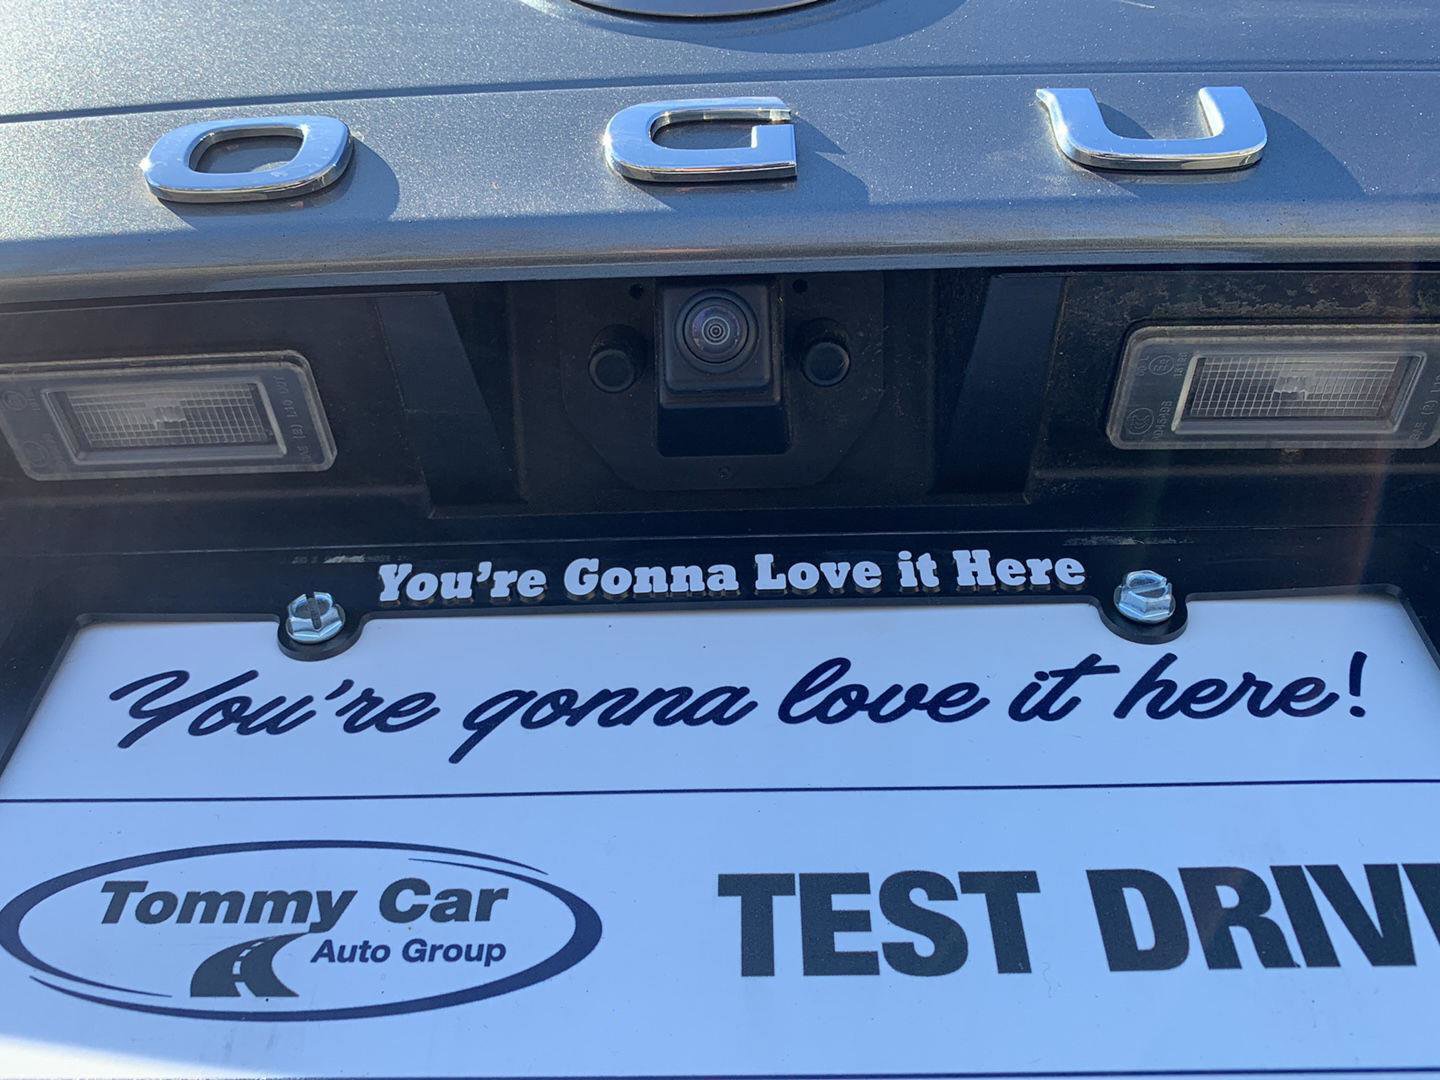 OGU
You're Gonna Love it Here
You're gonna love it here!
Tommy Car
Auto Group
TEST DRIV